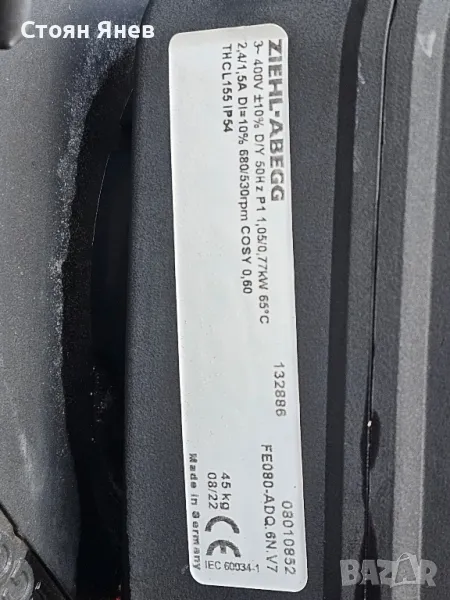 Стоян Янев
ZIEHL-ABEGG
3~ 400V ±10% D/Y 50Hz P1 1,05/0,77kW 65°C
2,4/1,5A DI=10% 680/530rpm COSY 0,60
THCL155 IP54
132886
08010852
FE080-ADQ.6N.V7
45 kg
08/22
Made in Germany
CE
IEC 60034-1
BAZAR